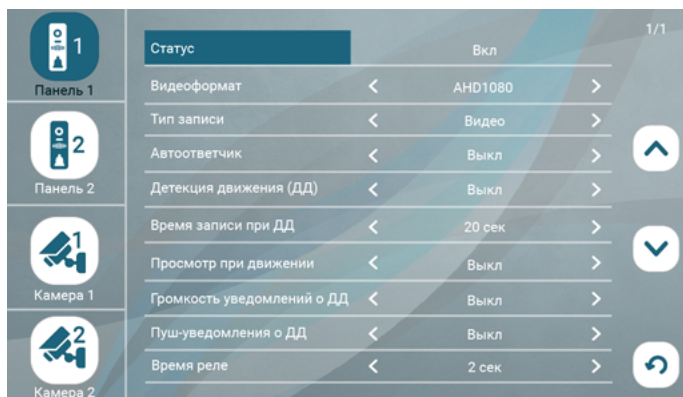 1
Панель 1
2
Панель 2
1
Камера 1
2
Камера 2
1/1
Статус Вкл
Видеоформат AHD1080
Тип записи Видео
Автоответчик Выкл
Детекция движения (ДД) Выкл
Время записи при ДД 20 сек
Просмотр при движении Выкл
Громкость уведомлений о ДД Выкл
Пуш-уведомления о ДД Выкл
Время реле 2 сек